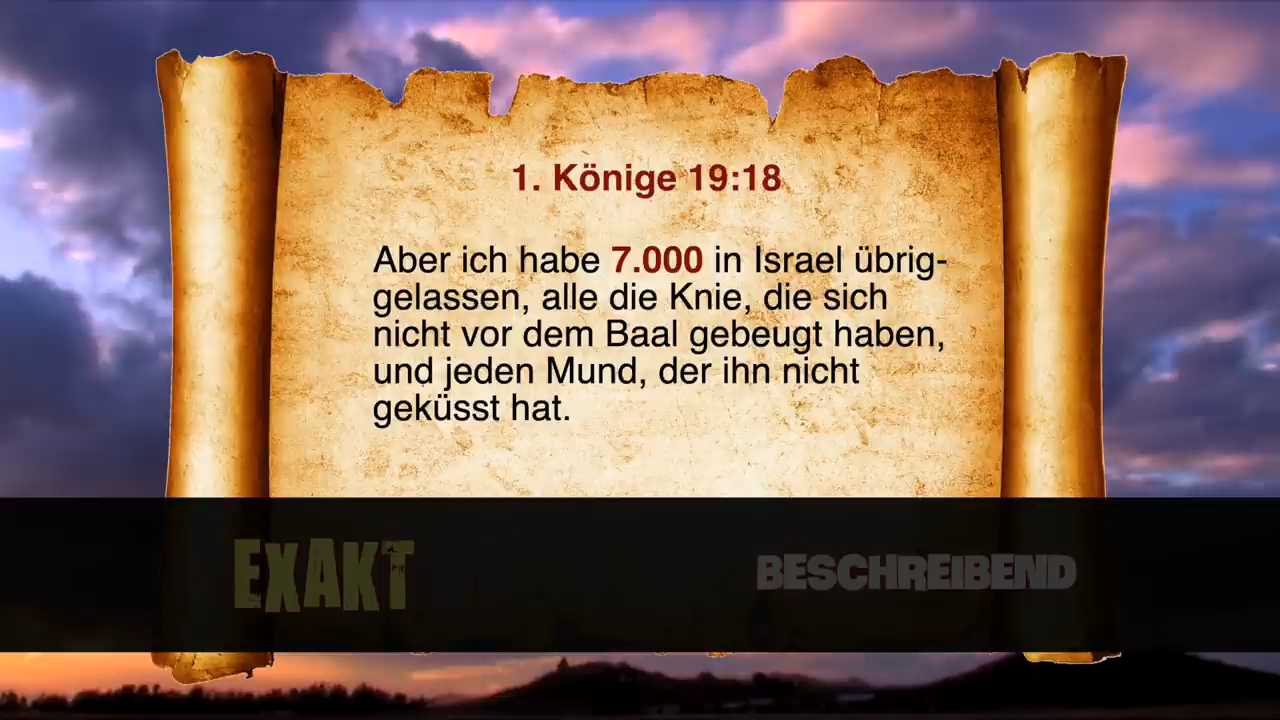 1. Könige 19:18
Aber ich habe 7.000 in Israel übrig-
gelassen, alle die Knie, die sich
nicht vor dem Baal gebeugt haben,
und jeden Mund, der ihn nicht
geküsst hat.
EXAKT
BESCHREIBEND